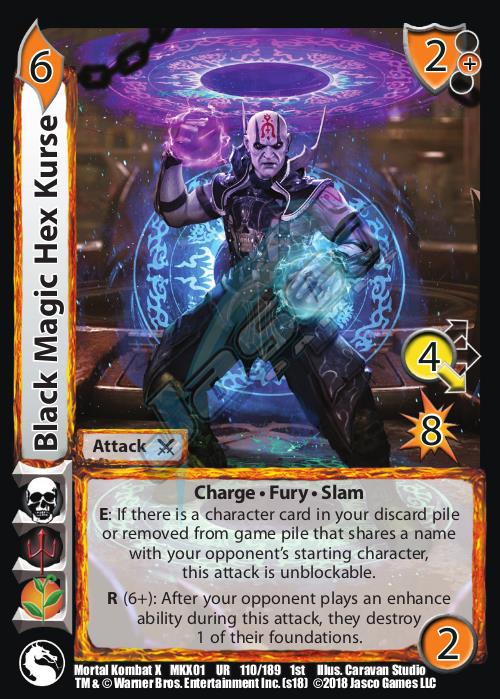 6
2
+
Black Magic Hex Kurse
4
8
Attack
Charge • Fury • Slam
E: If there is a character card in your discard pile
or removed from game pile that shares a name
with your opponent's starting character,
this attack is unblockable.
R (6+): After your opponent plays an enhance
ability during this attack, they destroy
1 of their foundations.
2
Mortal Kombat X MKX01 UR 110/189 1st Illus. Caravan Studio
TM & © Warner Bros. Entertainment Inc. (s18) ©2018 Jasco Games LLC